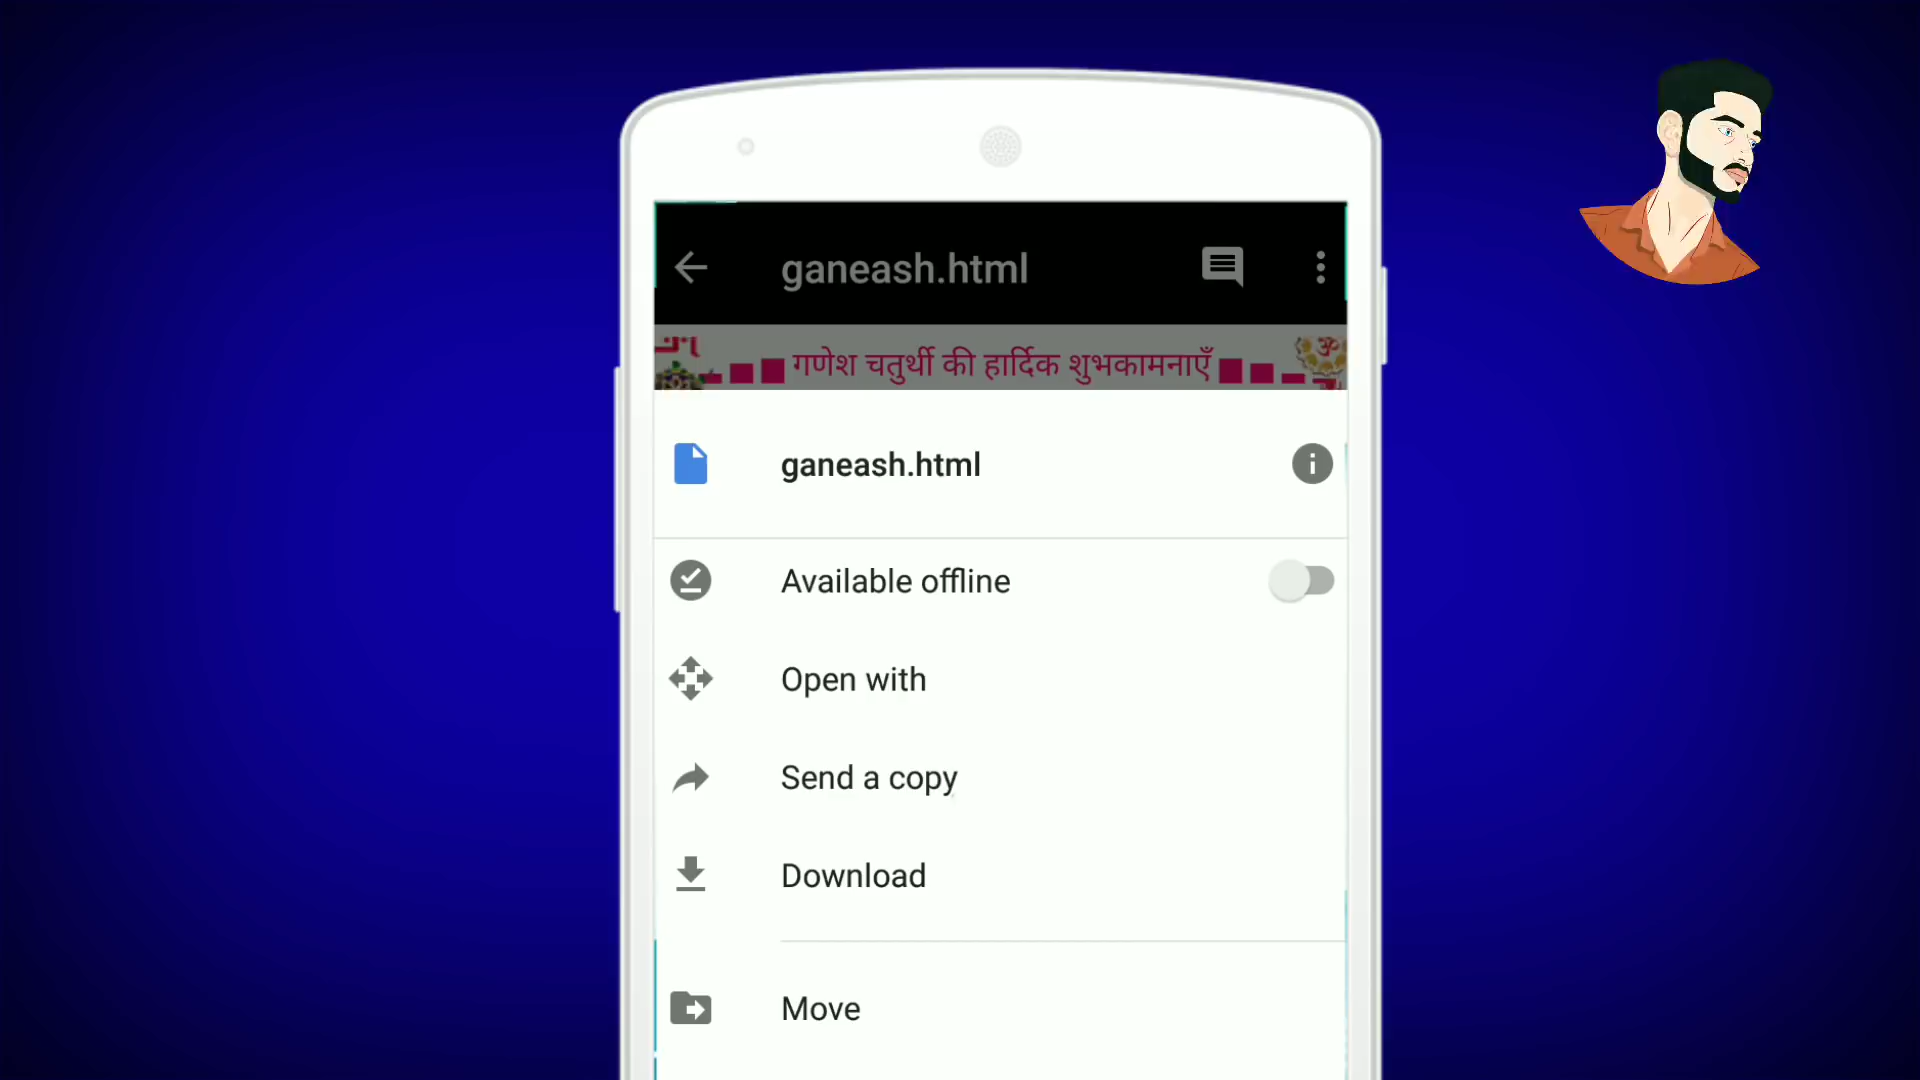 ganeash.html
गणेश चतुर्थी की हार्दिक शुभकामनाएँ
ganeash.html
Available offline
Open with
Send a copy
Download
Move